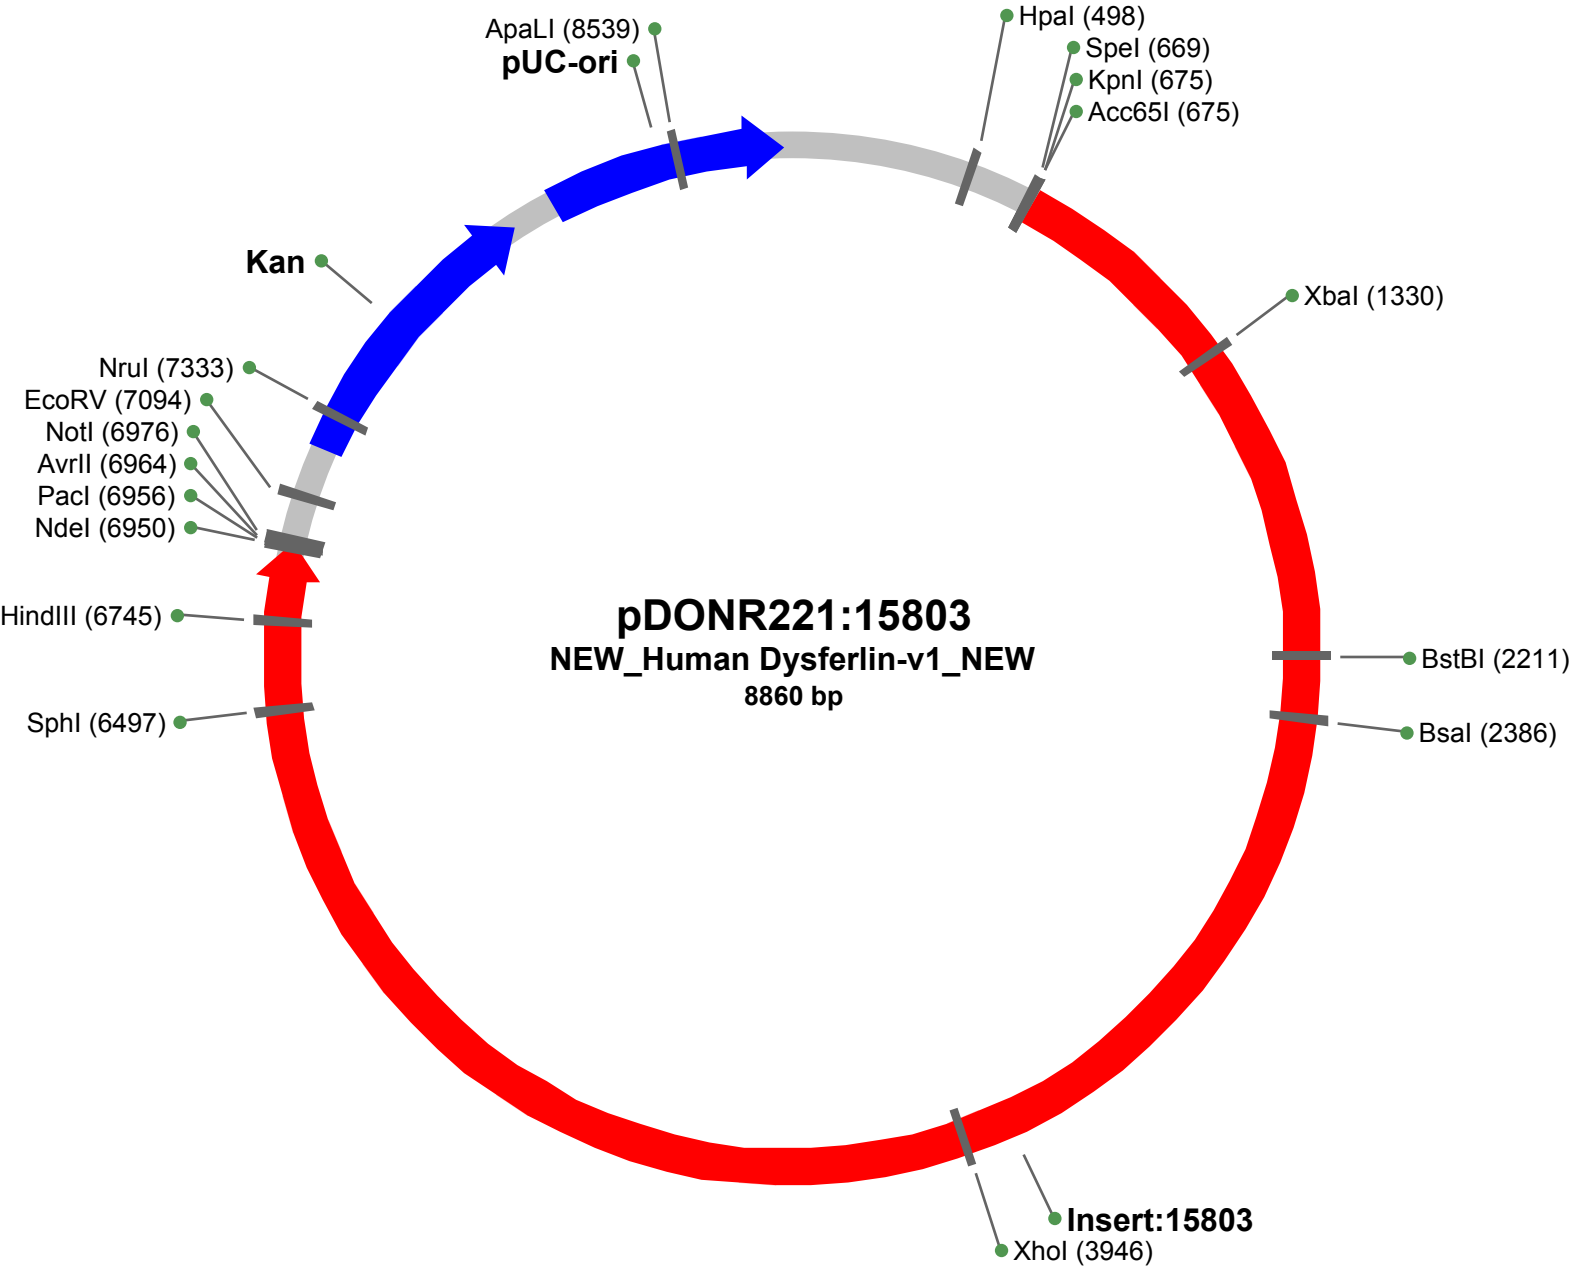 ApaLI (8539)
pUC-ori
HpaI (498)
SpeI (669)
KpnI (675)
Acc65I (675)
Kan
XbaI (1330)
NruI (7333)
EcoRV (7094)
NotI (6976)
AvrII (6964)
PacI (6956)
NdeI (6950)
HindIII (6745)
SphI (6497)
pDONR221:15803
NEW_Human Dysferlin-v1_NEW
8860 bp
BstBI (2211)
BsaI (2386)
Insert:15803
XhoI (3946)